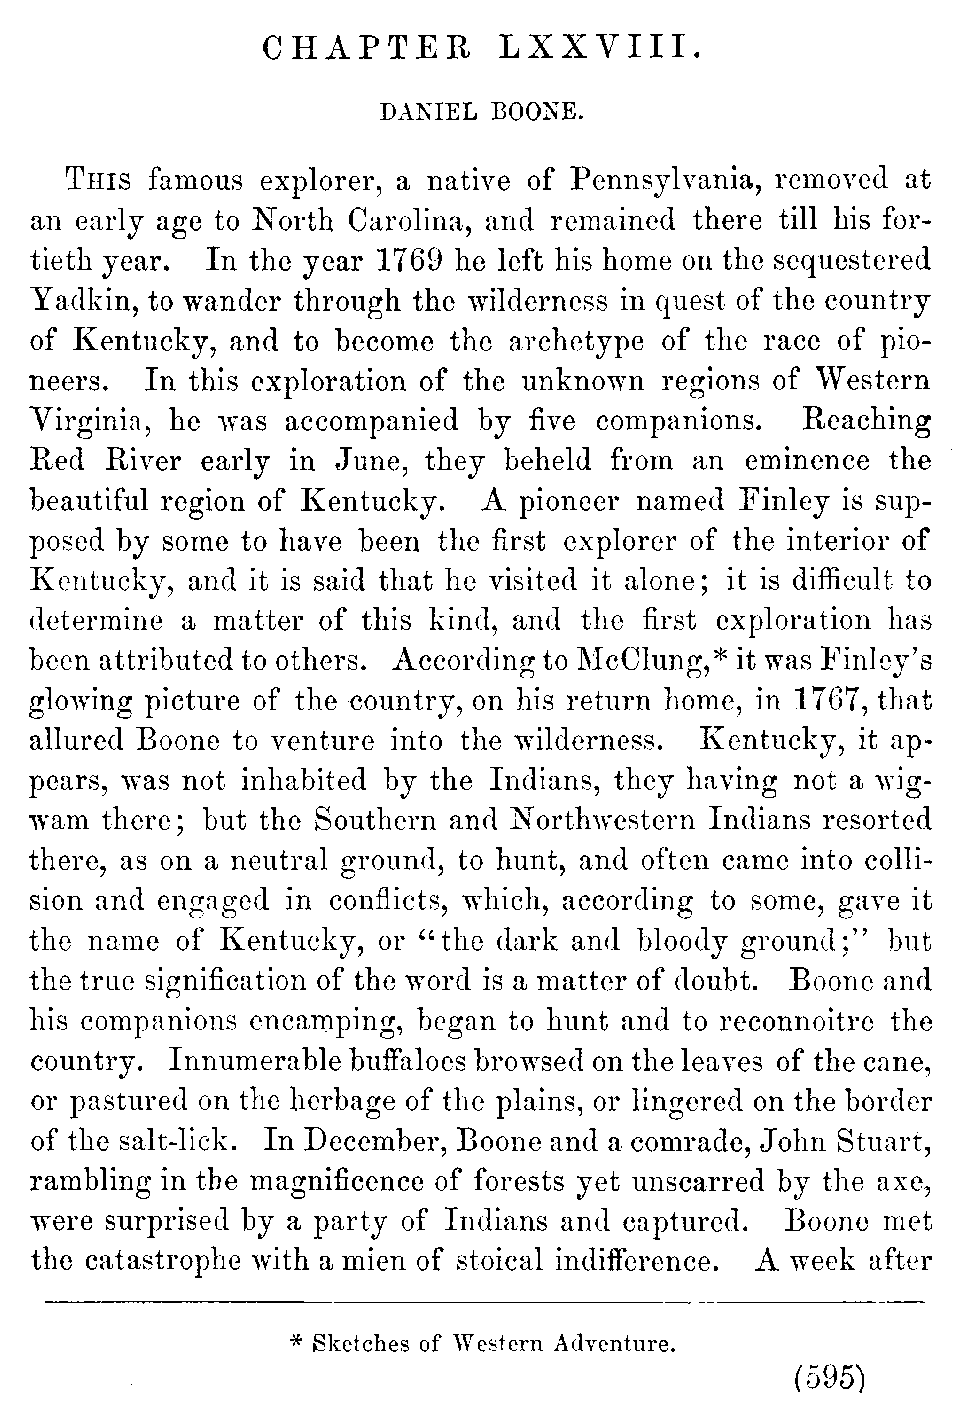 CHAPTER LXXVIII.
DANIEL BOONE.
THIS famous explorer, a native of Pennsylvania, removed at
an early age to North Carolina, and remained there till his for-
tieth year. In the year 1769 he left his home on the sequestered
Yadkin, to wander through the wilderness in quest of the country
of Kentucky, and to become the archetype of the race of pio-
neers. In this exploration of the unknown regions of Western
Virginia, he was accompanied by five companions. Reaching
Red River early in June, they beheld from an eminence the
beautiful region of Kentucky. A pioneer named Finley is sup-
posed by some to have been the first explorer of the interior of
Kentucky, and it is said that he visited it alone; it is difficult to
determine a matter of this kind, and the first exploration has
been attributed to others. According to McClung,* it was Finley's
glowing picture of the country, on his return home, in 1767, that
allured Boone to venture into the wilderness. Kentucky, it ap-
pears, was not inhabited by the Indians, they having not a wig-
wam there; but the Southern and Northwestern Indians resorted
there, as on a neutral ground, to hunt, and often came into colli-
sion and engaged in conflicts, which, according to some, gave it
the name of Kentucky, or "the dark and bloody ground;" but
the true signification of the word is a matter of doubt. Boone and
his companions encamping, began to hunt and to reconnoitre the
country. Innumerable buffaloes browsed on the leaves of the cane,
or pastured on the herbage of the plains, or lingered on the border
of the salt-lick. In December, Boone and a comrade, John Stuart,
rambling in the magnificence of forests yet unscarred by the axe,
were surprised by a party of Indians and captured. Boone met
the catastrophe with a mien of stoical indifference. A week after
* Sketches of Western Adventure.
(595)